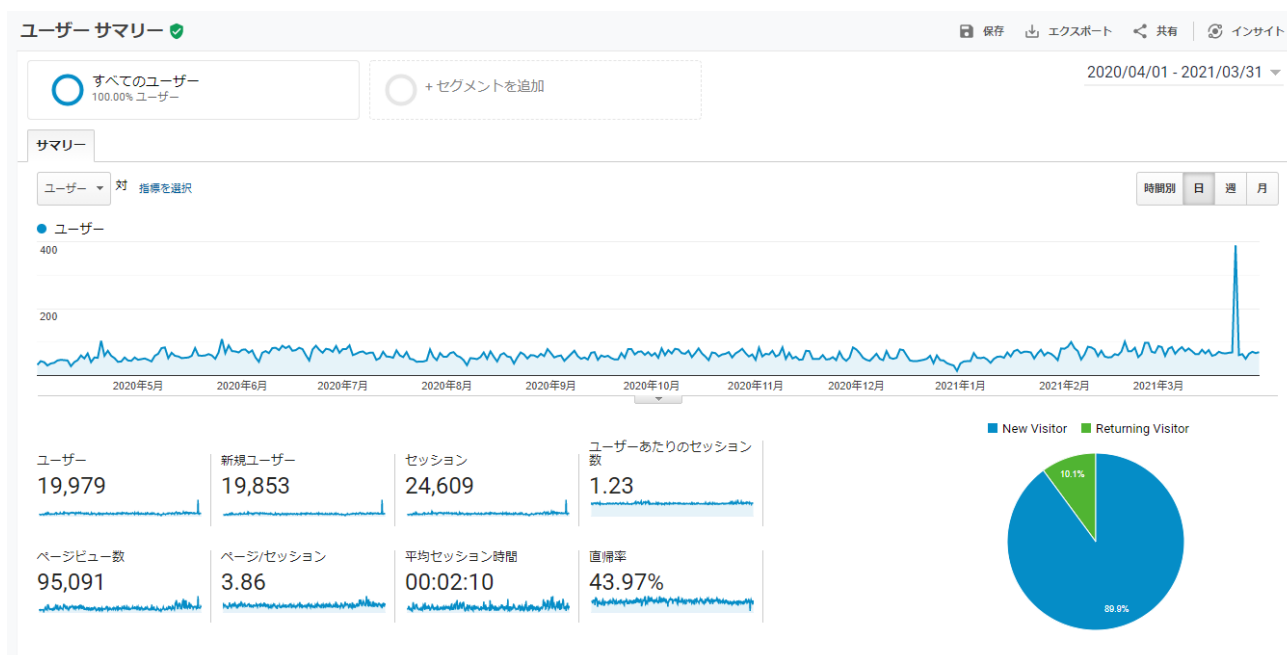 ユーザー サマリー
保存
エクスポート
共有
インサイト
すべてのユーザー
100.00% ユーザー
+ セグメントを追加
2020/04/01 - 2021/03/31
サマリー
ユーザー 対 指標を選択
時間別 日 週 月
ユーザー
400
200
2020年5月 2020年6月 2020年7月 2020年8月 2020年9月 2020年10月 2020年11月 2020年12月 2021年1月 2021年2月 2021年3月
New Visitor Returning Visitor
ユーザー
19,979
新規ユーザー
19,853
セッション
24,609
ユーザーあたりのセッション
数
1.23
ページビュー数
95,091
ページ/セッション
3.86
平均セッション時間
00:02:10
直帰率
43.97%
10.1%
89.9%